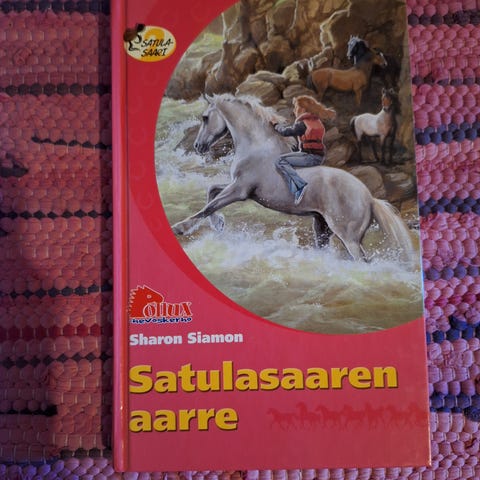 SATULA-
SAARI
Pollux
hevoskerho
Sharon Siamon
Satulasaaren
aarre